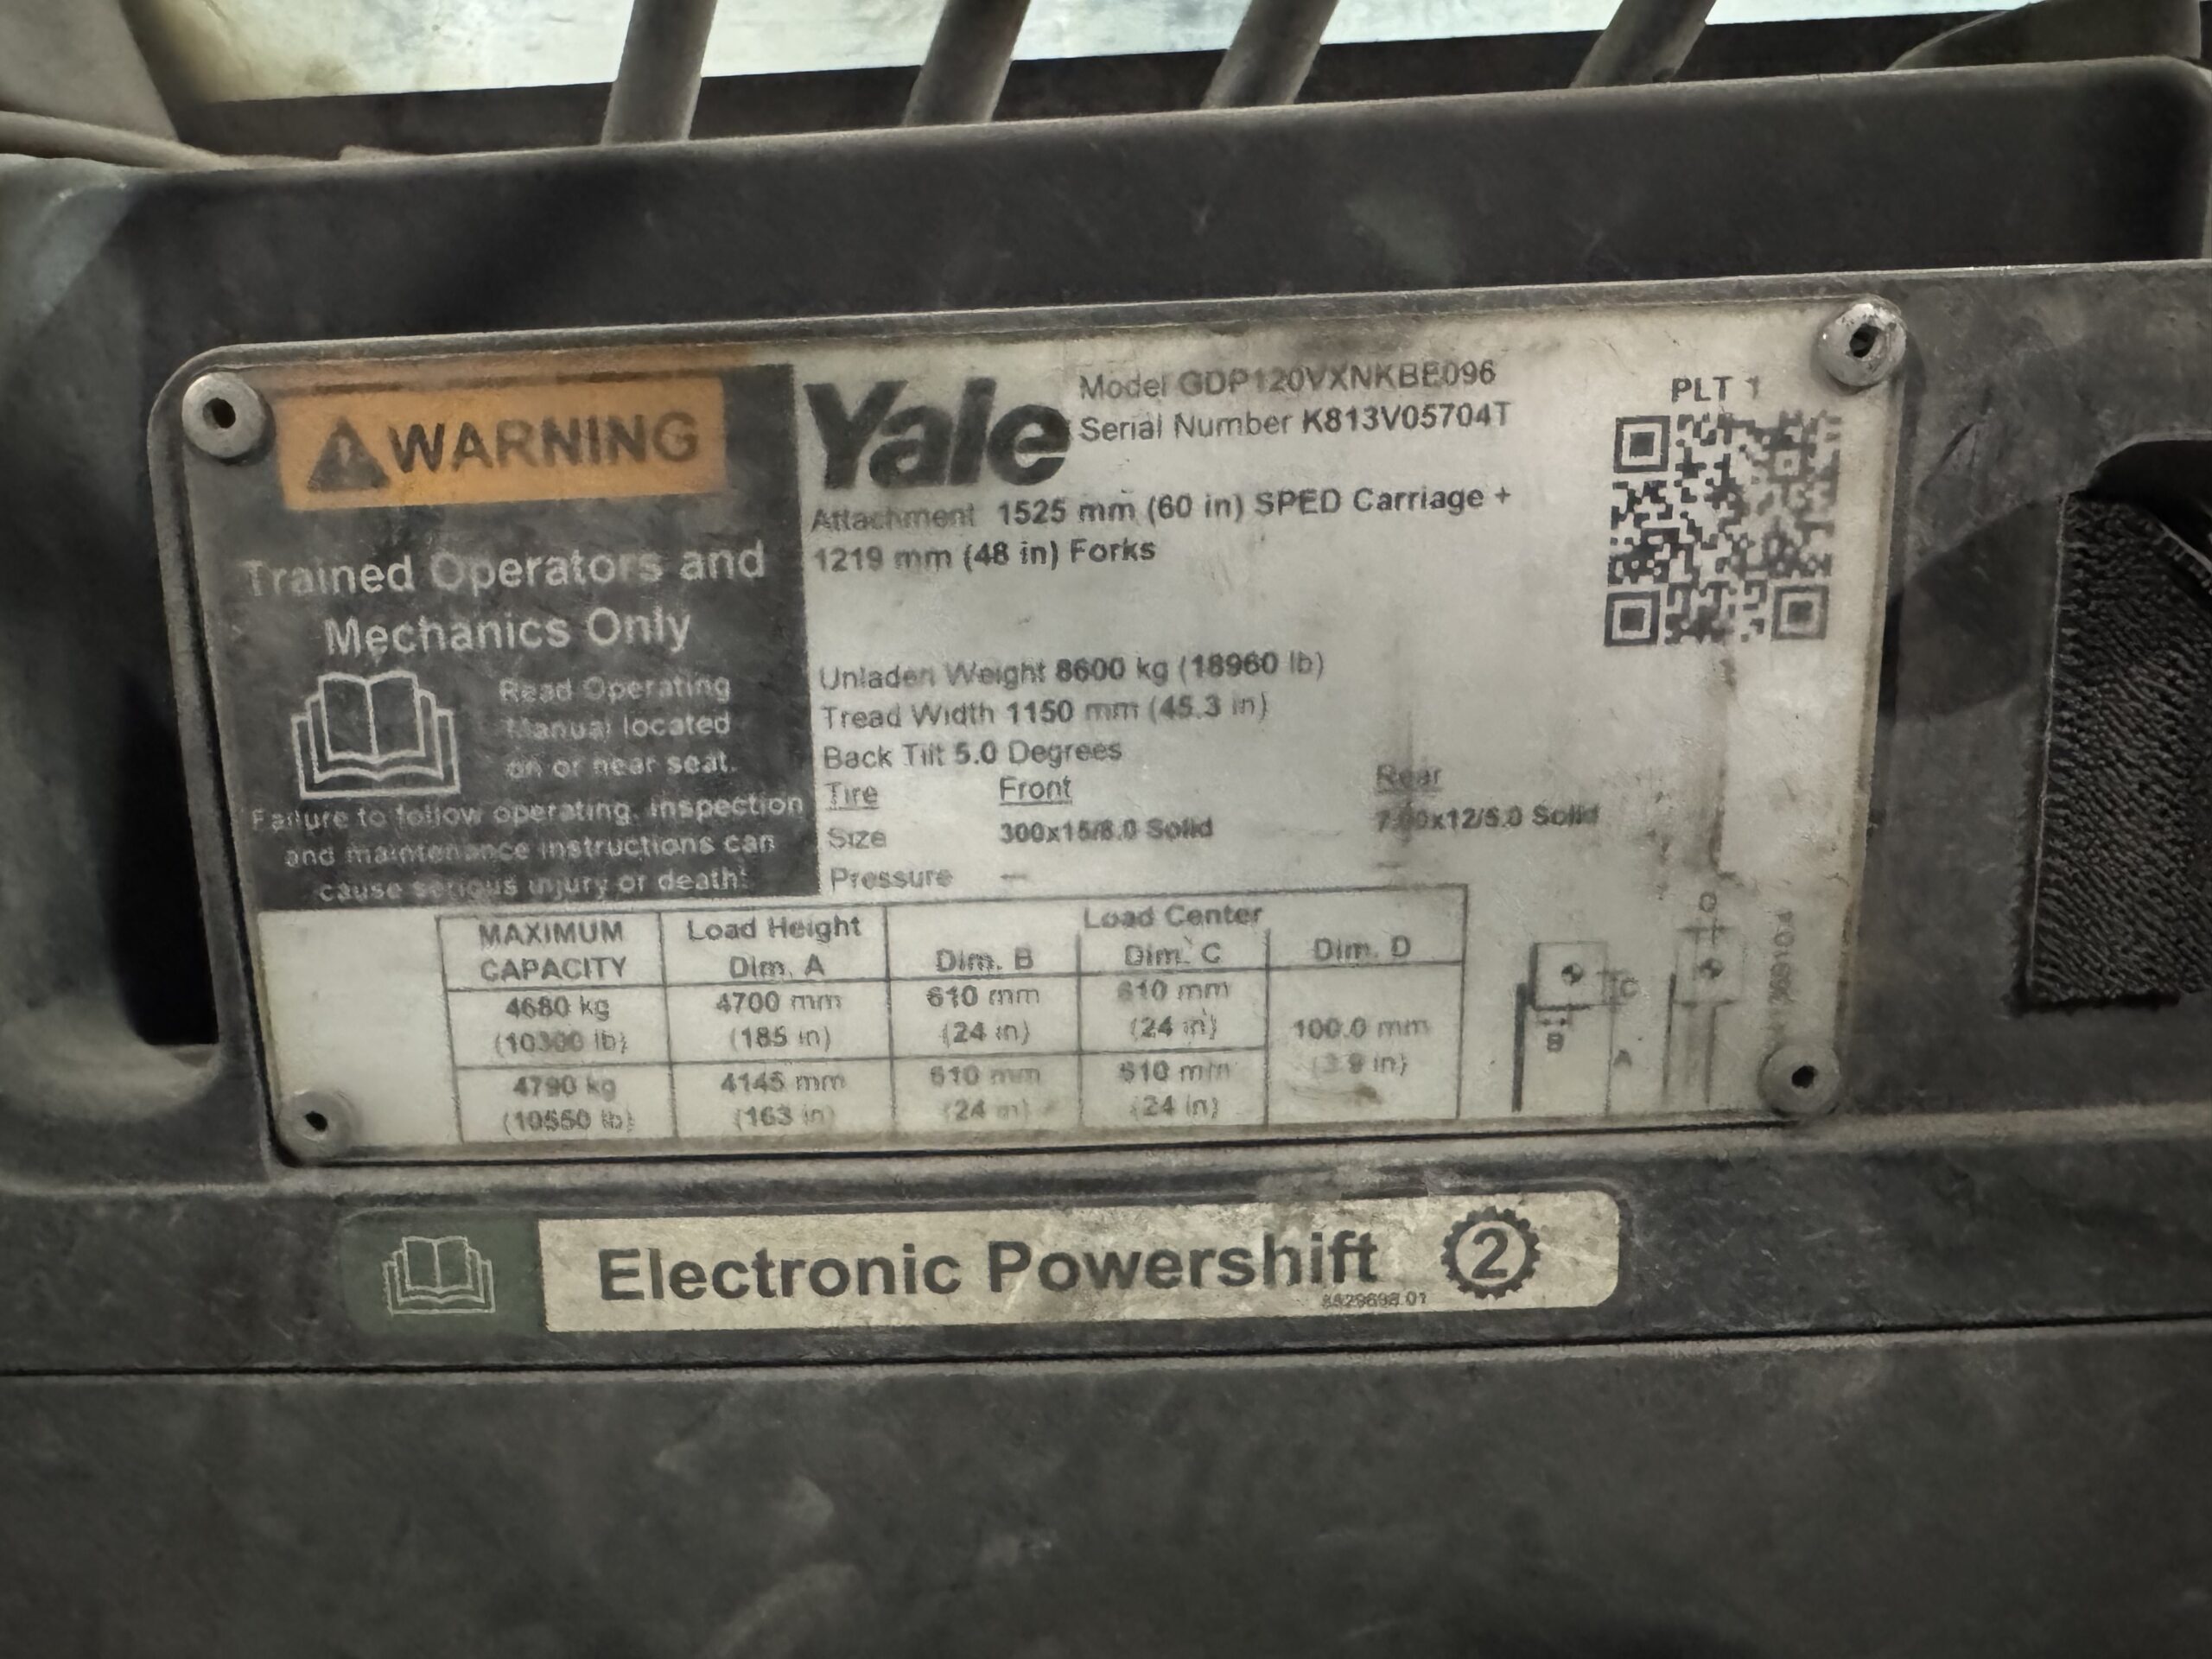 WARNING
Trained Operators and
Mechanics Only
Read Operating
Manual located
on or near seat.
Failure to follow operating, inspection
and maintenance instructions can
cause serious injury or death!
Yale
Model GDP120VXNKBE096
Serial Number K813V05704T
PLT 1
Attachment 1525 mm (60 in) SPED Carriage +
1219 mm (48 in) Forks
Unladen Weight 8600 kg (18960 lb)
Tread Width 1150 mm (45.3 in)
Back Tilt 5.0 Degrees
Tire Front Rear
Size 300x15/8.0 Solid 7.00x12/5.0 Solid
Pressure — —
MAXIMUM CAPACITY Load Height Dim. A Load Center
Dim. B Dim. C Dim. D
4680 kg 4700 mm 610 mm 610 mm 100.0 mm
(10300 lb) (185 in) (24 in) (24 in) (3.9 in)
4790 kg 4145 mm 610 mm 610 mm
(10550 lb) (163 in) (24 in) (24 in)
D
C
B
A
Electronic Powershift 2